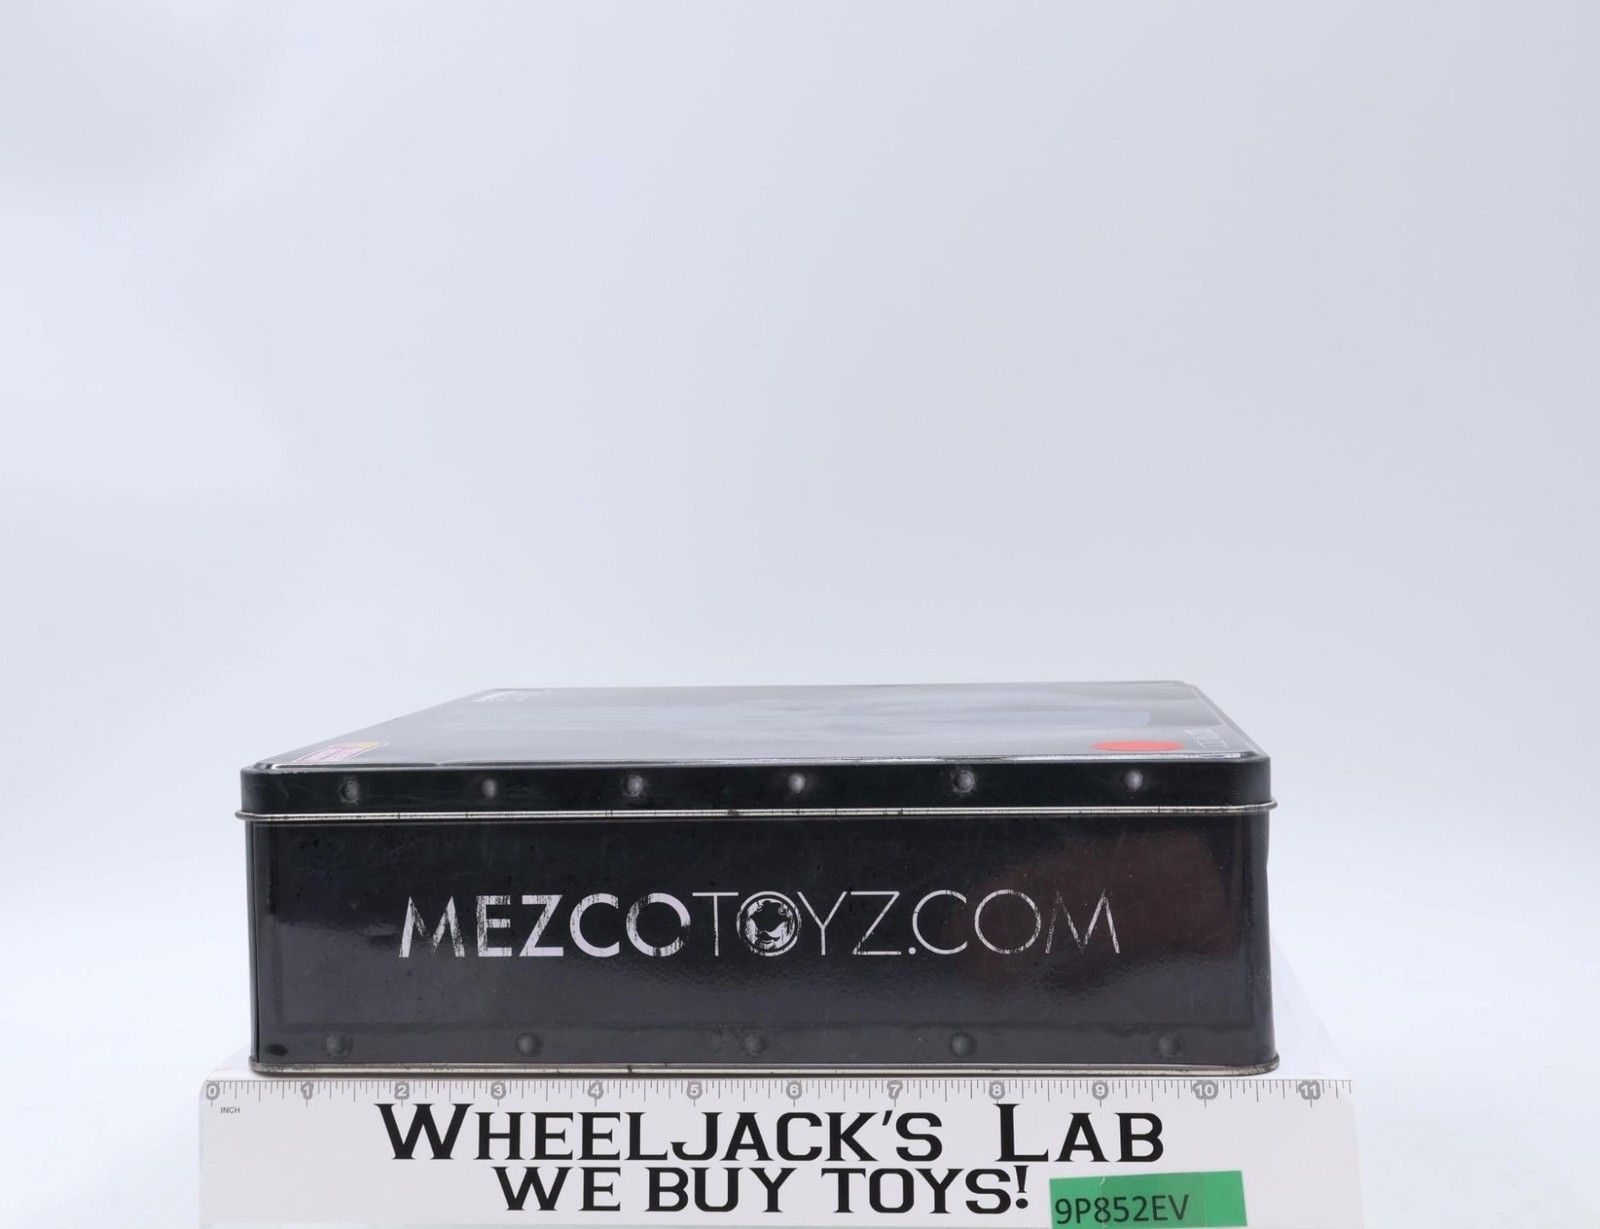 MEZCOTOYZ.COM
0 1 2 3 4 5 6 7 8 9 10 11
INCH
WHEELJACK'S LAB
WE BUY TOYS!
9P852EV